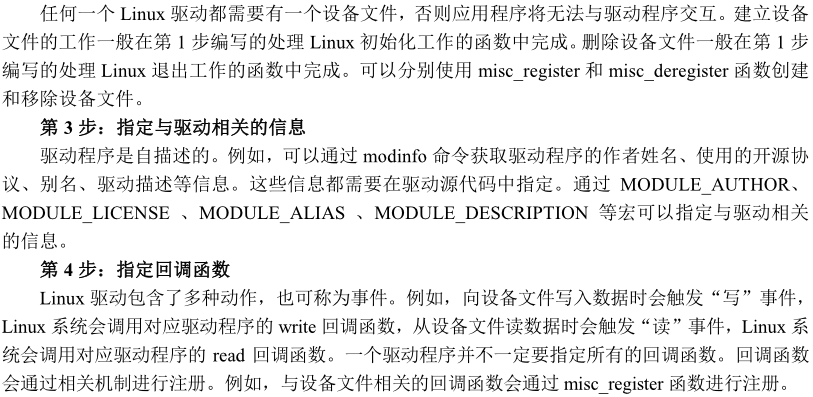 任何一个 Linux 驱动都需要有一个设备文件，否则应用程序将无法与驱动程序交互。建立设备
文件的工作一般在第 1 步编写的处理 Linux 初始化工作的函数中完成。删除设备文件一般在第 1 步
编写的处理 Linux 退出工作的函数中完成。可以分别使用 misc_register 和 misc_deregister 函数创建
和移除设备文件。
第 3 步：指定与驱动相关的信息
驱动程序是自描述的。例如，可以通过 modinfo 命令获取驱动程序的作者姓名、使用的开源协
议、别名、驱动描述等信息。这些信息都需要在驱动源代码中指定。通过 MODULE_AUTHOR、
MODULE_LICENSE 、MODULE_ALIAS 、MODULE_DESCRIPTION 等宏可以指定与驱动相关
的信息。
第 4 步：指定回调函数
Linux 驱动包含了多种动作，也可称为事件。例如，向设备文件写入数据时会触发“写”事件，
Linux 系统会调用对应驱动程序的 write 回调函数，从设备文件读数据时会触发“读”事件，Linux 系
统会调用对应驱动程序的 read 回调函数。一个驱动程序并不一定要指定所有的回调函数。回调函数
会通过相关机制进行注册。例如，与设备文件相关的回调函数会通过 misc_register 函数进行注册。